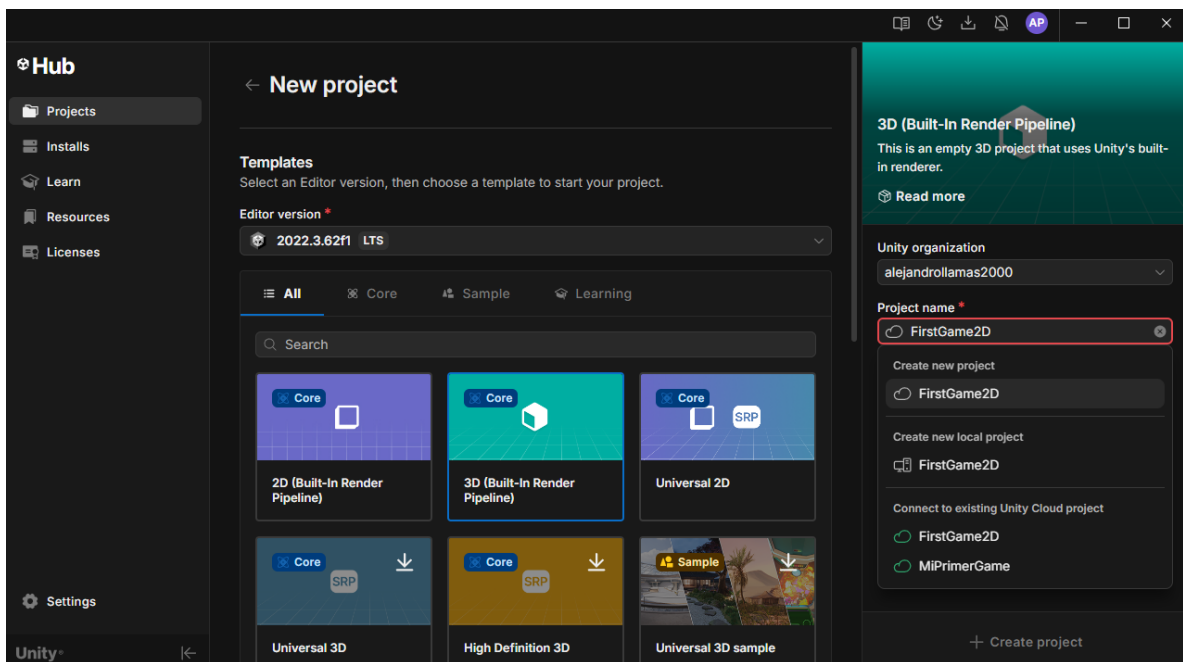 AP
Hub
Projects
Installs
Learn
Resources
Licenses
Settings
Unity
New project
Templates
Select an Editor version, then choose a template to start your project.
Editor version *
2022.3.62f1 LTS
All Core Sample Learning
Search
Core
2D (Built-In Render
Pipeline)
Core
3D (Built-In Render
Pipeline)
Core
SRP
Universal 2D
Core
SRP
Universal 3D
Core
SRP
High Definition 3D
Sample
Universal 3D sample
3D (Built-In Render Pipeline)
This is an empty 3D project that uses Unity's built-
in renderer.
Read more
Unity organization
alejandrollamas2000
Project name *
FirstGame2D
Create new project
FirstGame2D
Create new local project
FirstGame2D
Connect to existing Unity Cloud project
FirstGame2D
MiPrimerGame
+ Create project